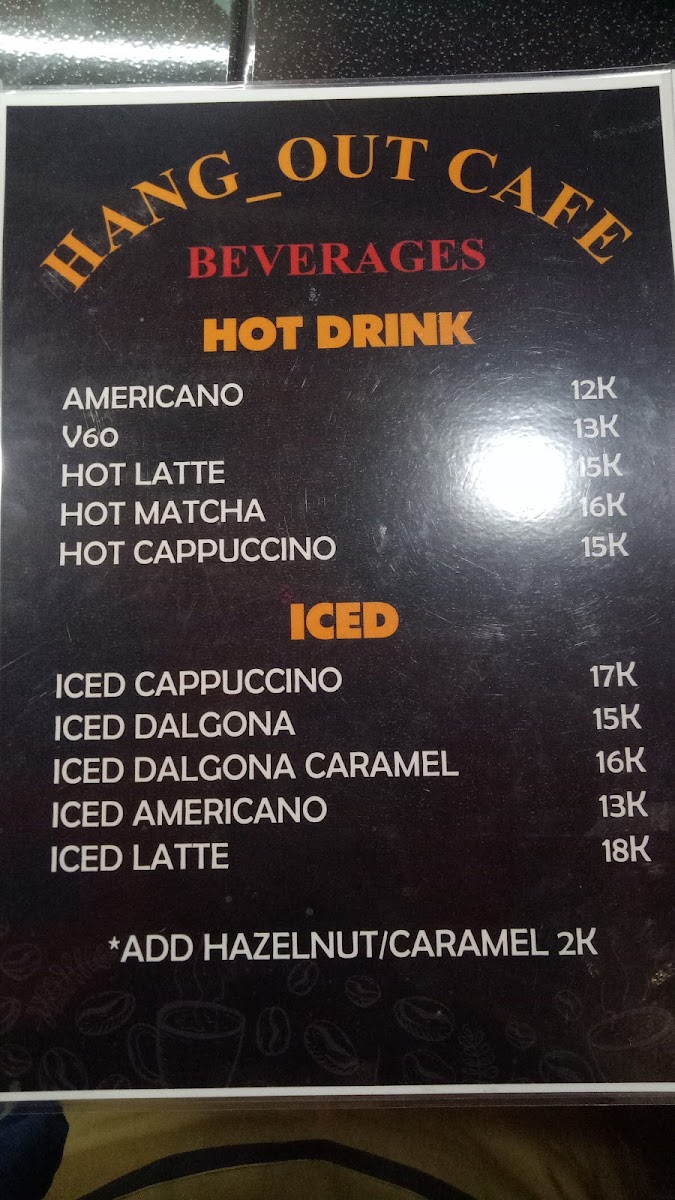 HANG_OUT CAFE
BEVERAGES
HOT DRINK
AMERICANO 12K
V60 13K
HOT LATTE 15K
HOT MATCHA 16K
HOT CAPPUCCINO 15K
ICED
ICED CAPPUCCINO 17K
ICED DALGONA 15K
ICED DALGONA CARAMEL 16K
ICED AMERICANO 13K
ICED LATTE 18K
*ADD HAZELNUT/CARAMEL 2K